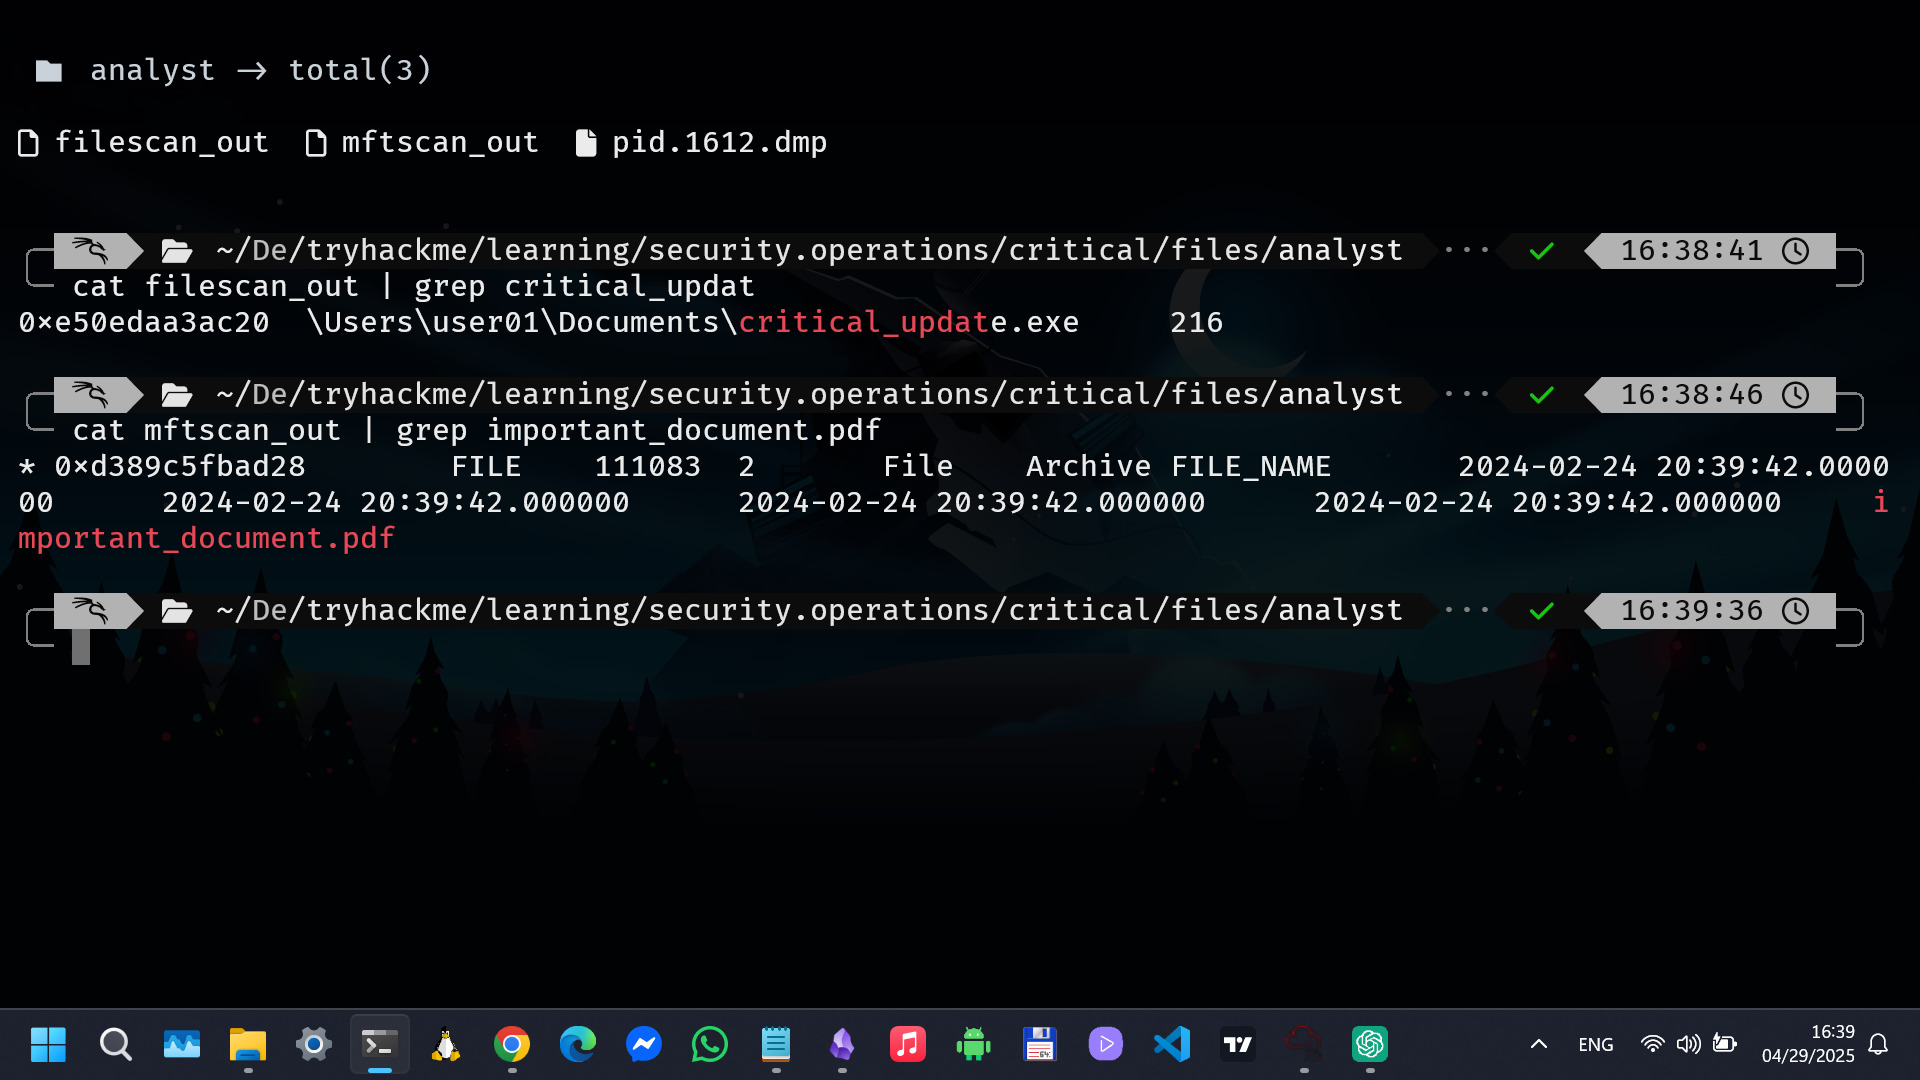 analyst → total(3)
filescan_out mftscan_out pid.1612.dmp
~/De/tryhackme/learning/security.operations/critical/files/analyst ··· ✓ 16:38:41
cat filescan_out | grep critical_updat
0×e50edaa3ac20 \Users\user01\Documents\critical_update.exe 216
~/De/tryhackme/learning/security.operations/critical/files/analyst ··· ✓ 16:38:46
cat mftscan_out | grep important_document.pdf
* 0×d389c5fbad28 FILE 111083 2 File Archive FILE_NAME 2024-02-24 20:39:42.0000
00 2024-02-24 20:39:42.000000 2024-02-24 20:39:42.000000 2024-02-24 20:39:42.000000 i
mportant_document.pdf
~/De/tryhackme/learning/security.operations/critical/files/analyst ··· ✓ 16:39:36
64
ENG
16:39
04/29/2025